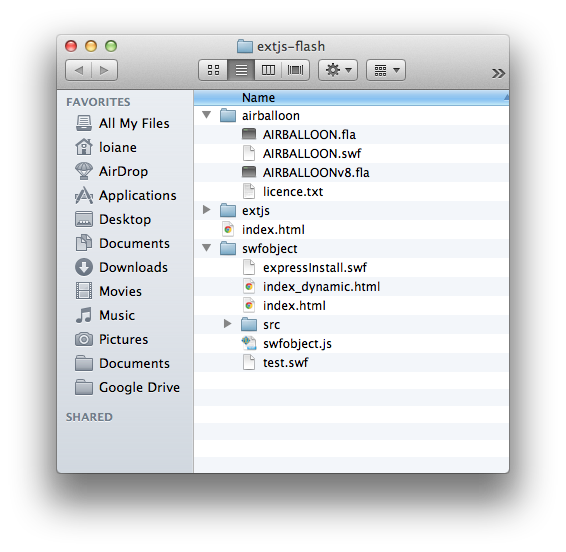 extjs-flash
FAVORITES
All My Files
loiane
AirDrop
Applications
Desktop
Documents
Downloads
Movies
Music
Pictures
Documents
Google Drive
SHARED
Name
airballoon
AIRBALLOON.fla
AIRBALLOON.swf
AIRBALLOONv8.fla
licence.txt
extjs
index.html
swfobject
expressInstall.swf
index_dynamic.html
index.html
src
swfobject.js
test.swf